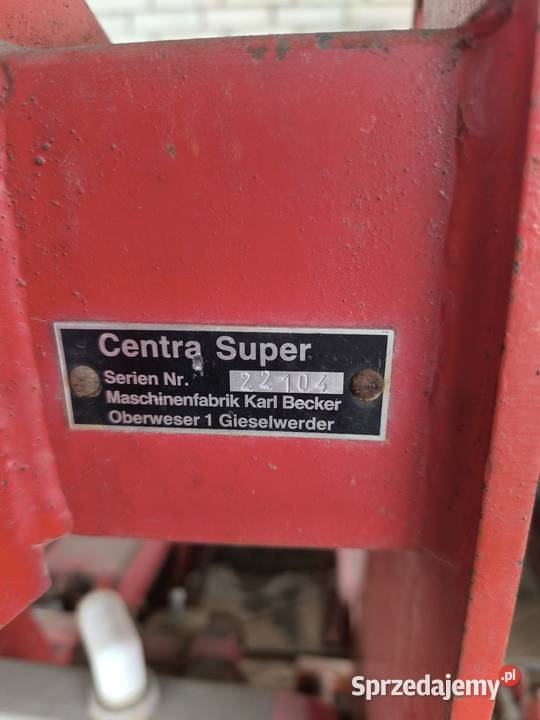 Centra Super
Serien Nr. 22104
Maschinenfabrik Karl Becker
Oberweser 1 Gieselwerder
Sprzedajemy.pl